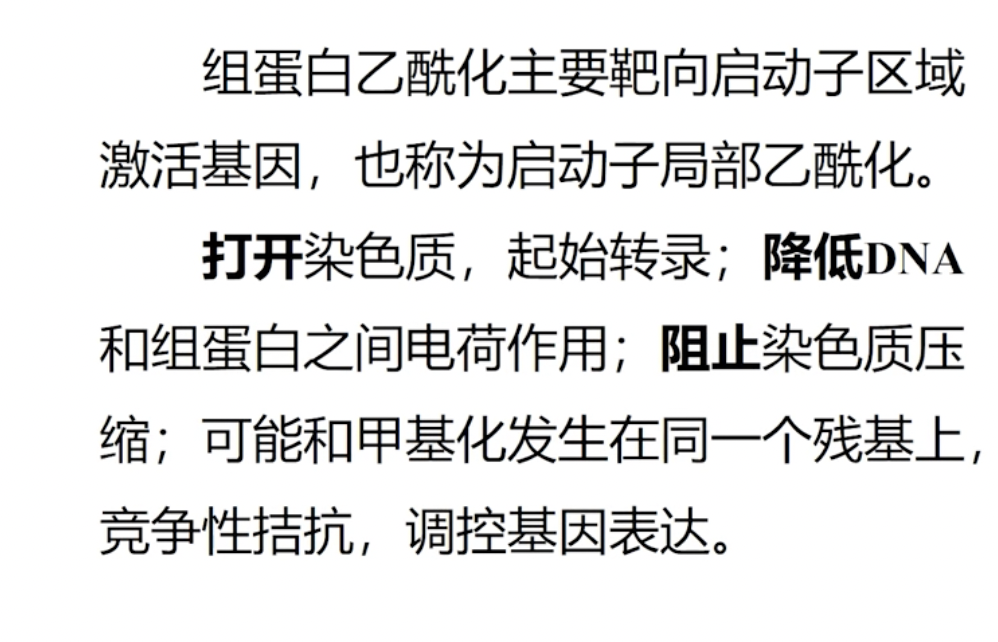 组蛋白乙酰化主要靶向启动子区域
激活基因，也称为启动子局部乙酰化。
打开染色质，起始转录；降低DNA
和组蛋白之间电荷作用；阻止染色质压
缩；可能和甲基化发生在同一个残基上，
竞争性拮抗，调控基因表达。